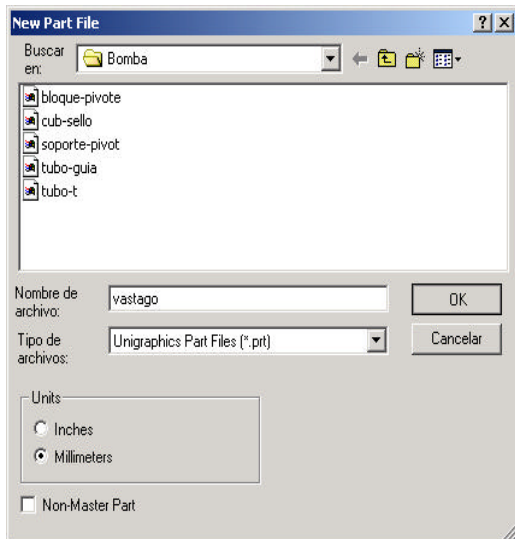 New Part File
Buscar
en:
Bomba
bloque-pivote
cub-sello
soporte-pivot
tubo-guia
tubo-t
Nombre de
archivo:
vastago
OK
Tipo de
archivos:
Unigraphics Part Files (*.prt)
Cancelar
Units
Inches
Millimeters
Non-Master Part